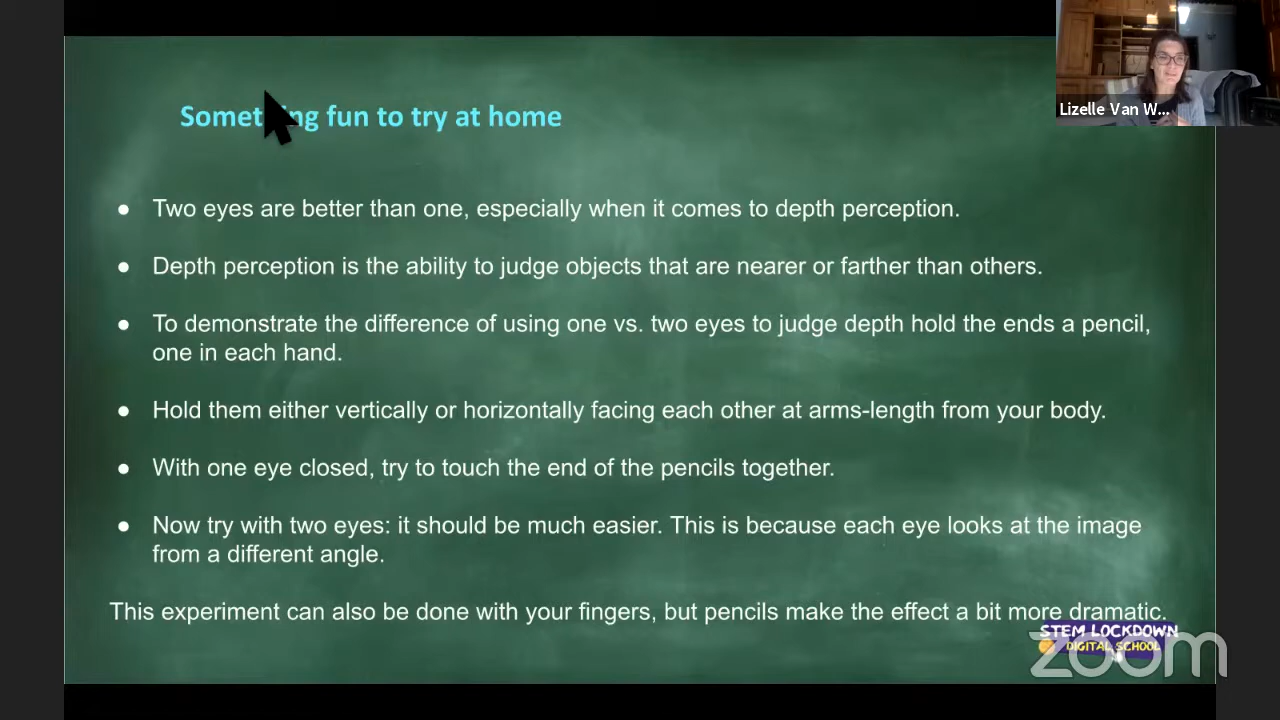 Something fun to try at home
Lizelle Van W...
● Two eyes are better than one, especially when it comes to depth perception.
● Depth perception is the ability to judge objects that are nearer or farther than others.
● To demonstrate the difference of using one vs. two eyes to judge depth hold the ends a pencil,
one in each hand.
● Hold them either vertically or horizontally facing each other at arms-length from your body.
● With one eye closed, try to touch the end of the pencils together.
● Now try with two eyes: it should be much easier. This is because each eye looks at the image
from a different angle.
This experiment can also be done with your fingers, but pencils make the effect a bit more dramatic.
STEM LOCKDOWN
DIGITAL SCHOOL
zoom